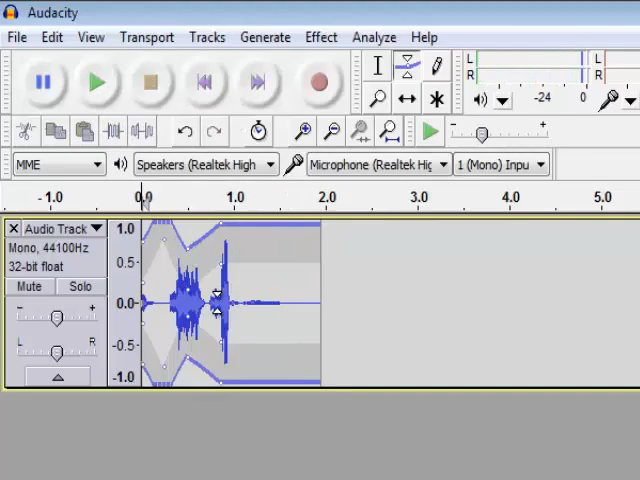 Audacity
File Edit View Transport Tracks Generate Effect Analyze Help
L L
R R
-24 0
MME Speakers (Realtek High Microphone (Realtek Hig 1 (Mono) Inpu
- 1.0 0.0 1.0 2.0 3.0 4.0 5.0
Audio Track 1.0
Mono, 44100Hz
32-bit float 0.5
Mute Solo
- + 0.0
L R -0.5
-1.0